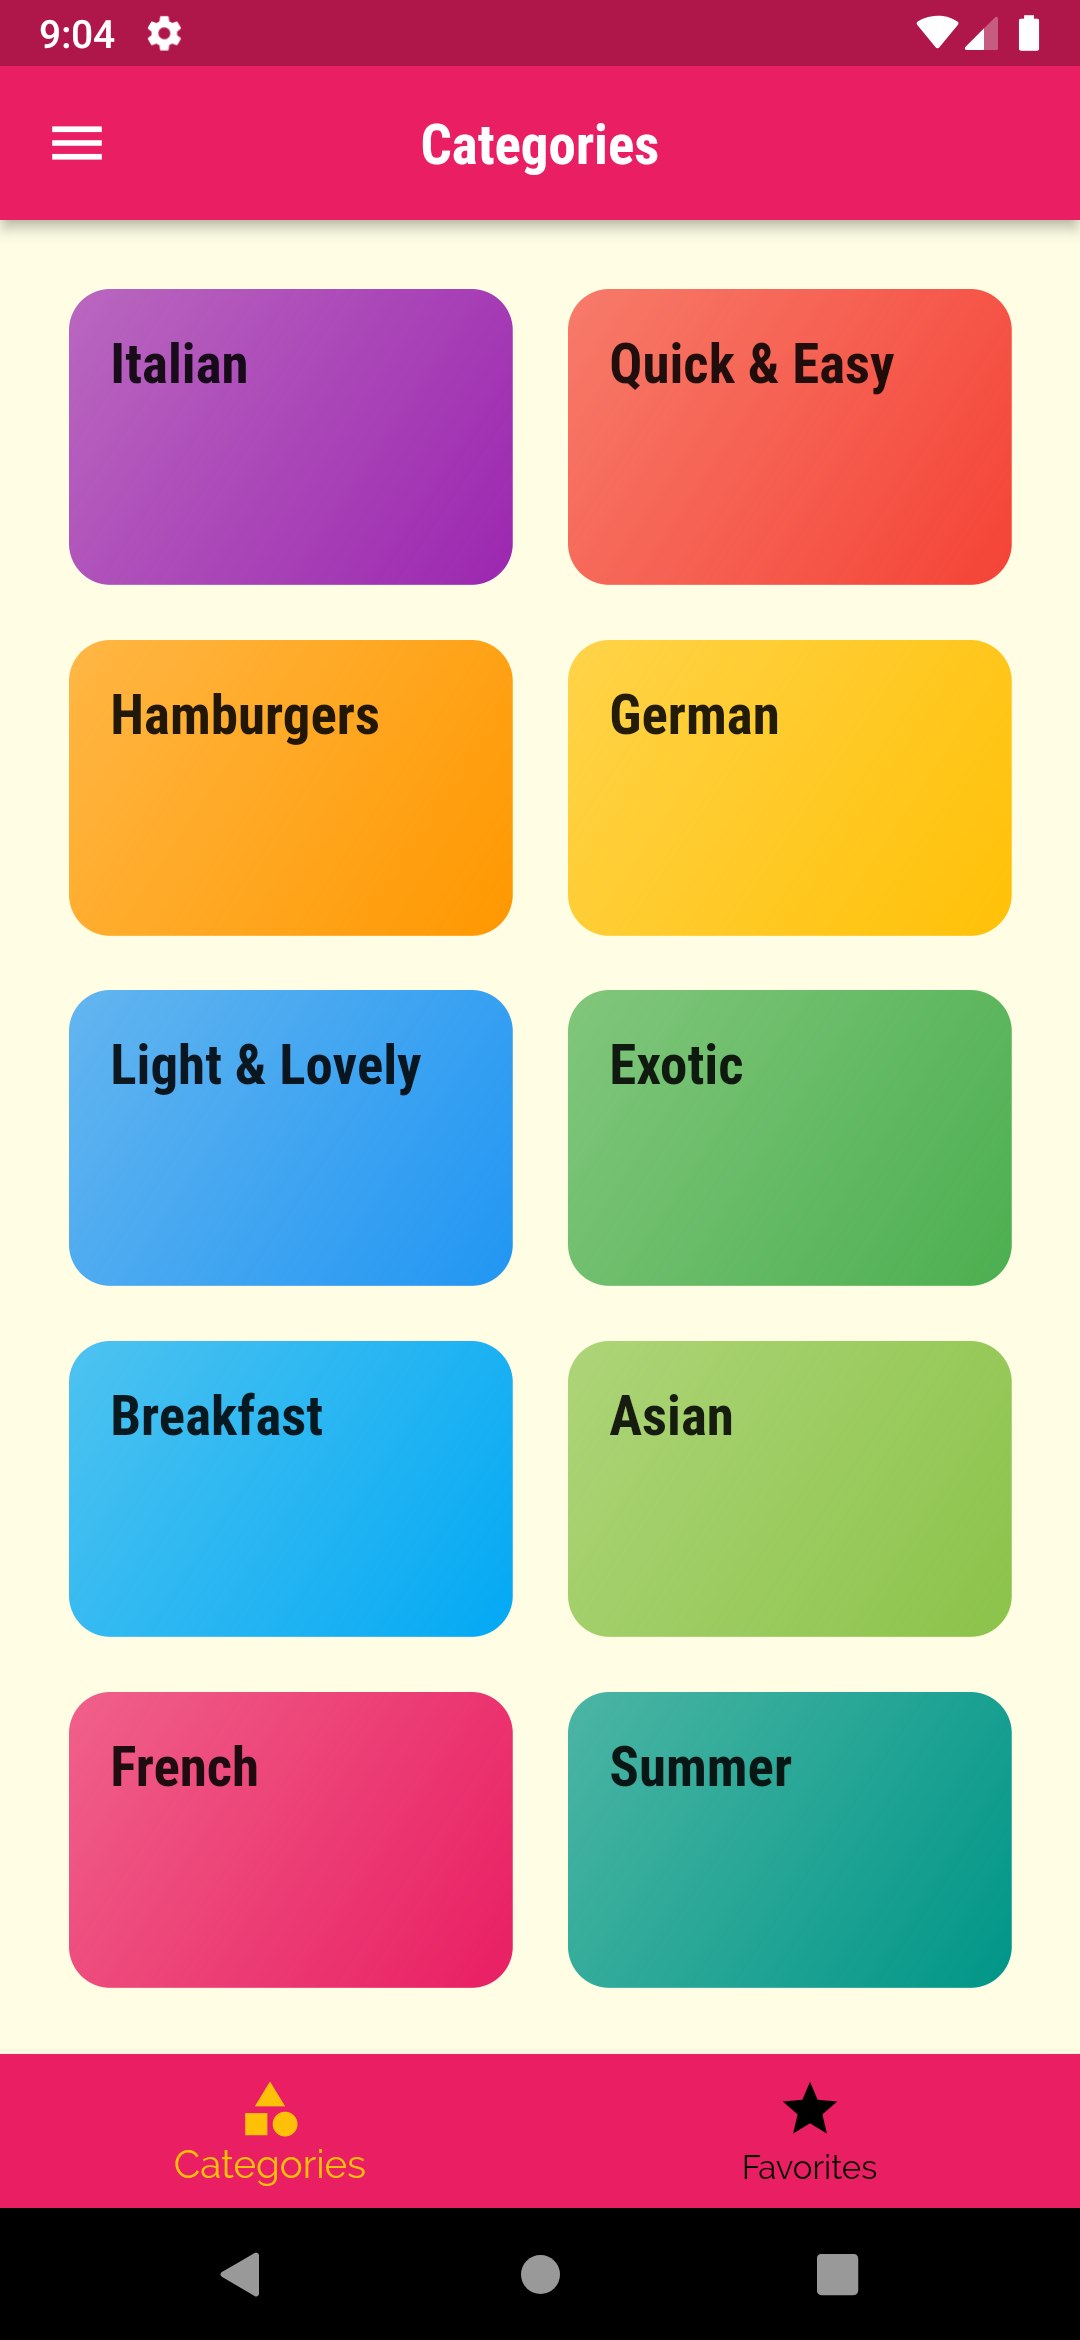 9:04
Categories
Italian
Quick & Easy
Hamburgers
German
Light & Lovely
Exotic
Breakfast
Asian
French
Summer
Categories
Favorites